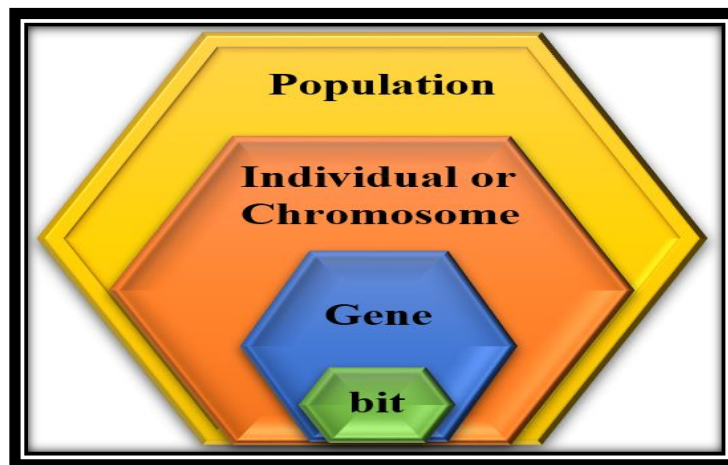 Population
Individual or
Chromosome
Gene
bit